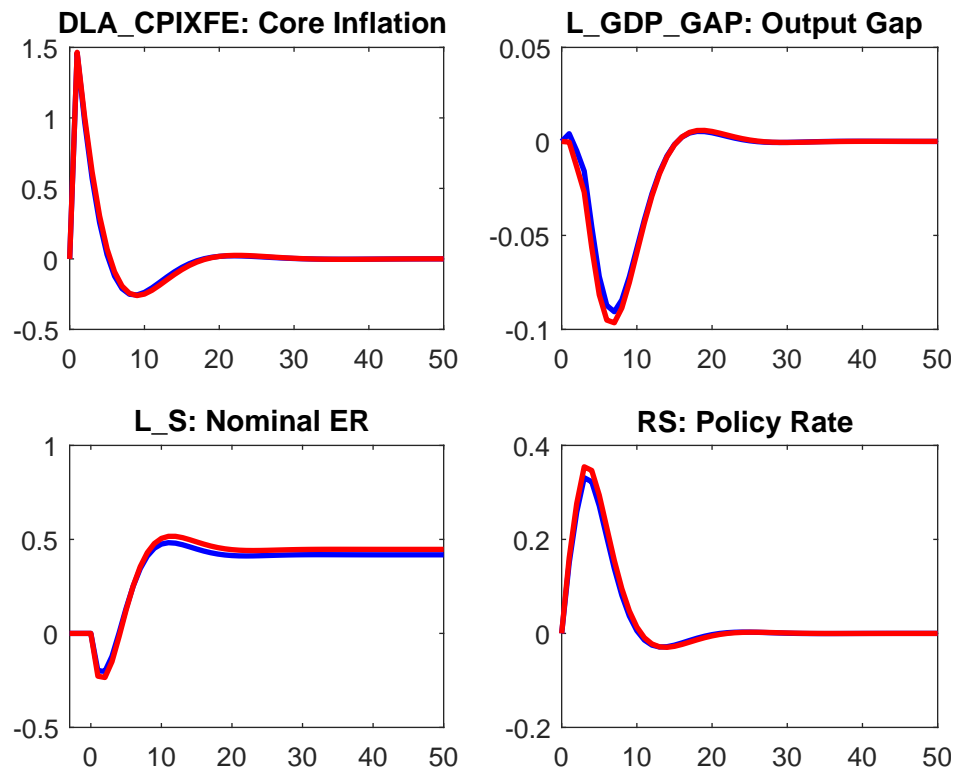 DLA_CPIXFE: Core Inflation
1.5
1
0.5
0
-0.5
0 10 20 30 40 50
L_GDP_GAP: Output Gap
0.05
0
-0.05
-0.1
0 10 20 30 40 50
L_S: Nominal ER
1
0.5
0
-0.5
0 10 20 30 40 50
RS: Policy Rate
0.4
0.2
0
-0.2
0 10 20 30 40 50